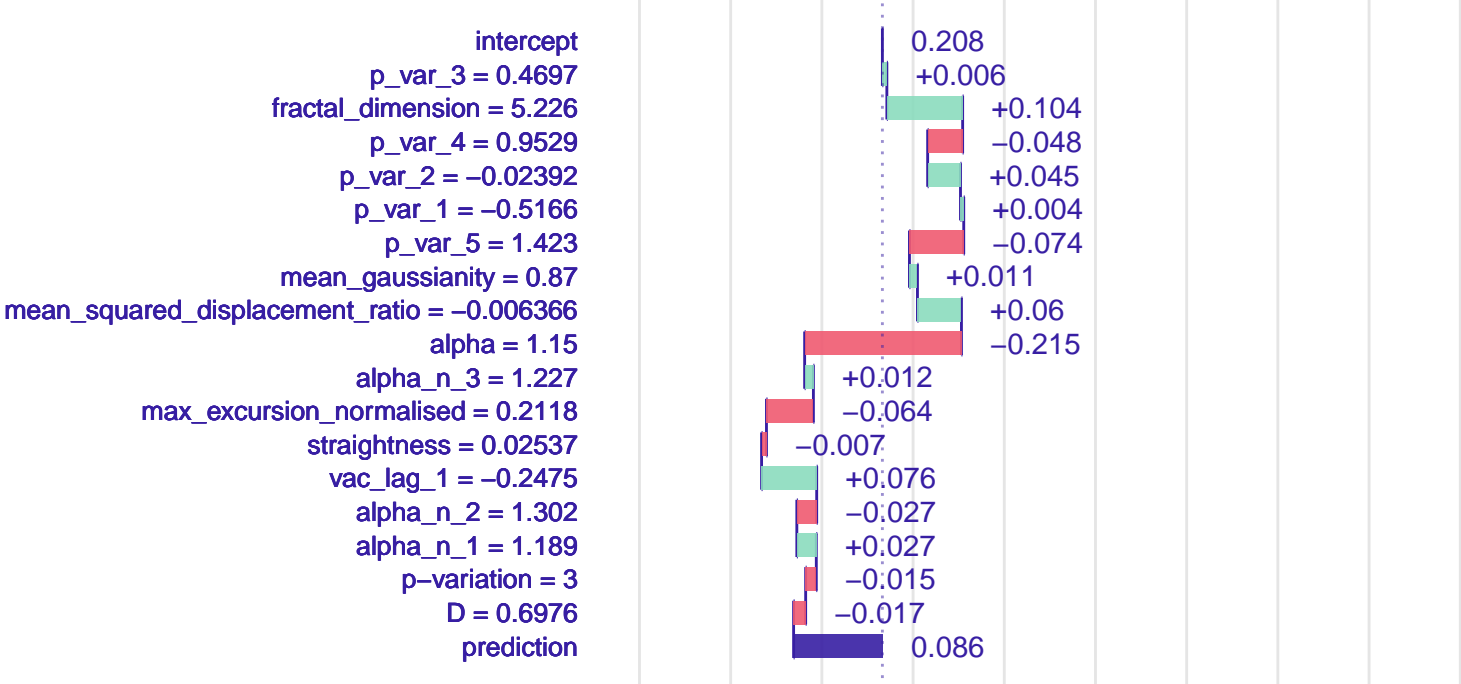 intercept 0.208
p_var_3 = 0.4697 +0.006
fractal_dimension = 5.226 +0.104
p_var_4 = 0.9529 −0.048
p_var_2 = −0.02392 +0.045
p_var_1 = −0.5166 +0.004
p_var_5 = 1.423 −0.074
mean_gaussianity = 0.87 +0.011
mean_squared_displacement_ratio = −0.006366 +0.06
alpha = 1.15 −0.215
alpha_n_3 = 1.227 +0.012
max_excursion_normalised = 0.2118 −0.064
straightness = 0.02537 −0.007
vac_lag_1 = −0.2475 +0.076
alpha_n_2 = 1.302 −0.027
alpha_n_1 = 1.189 +0.027
p−variation = 3 −0.015
D = 0.6976 −0.017
prediction 0.086